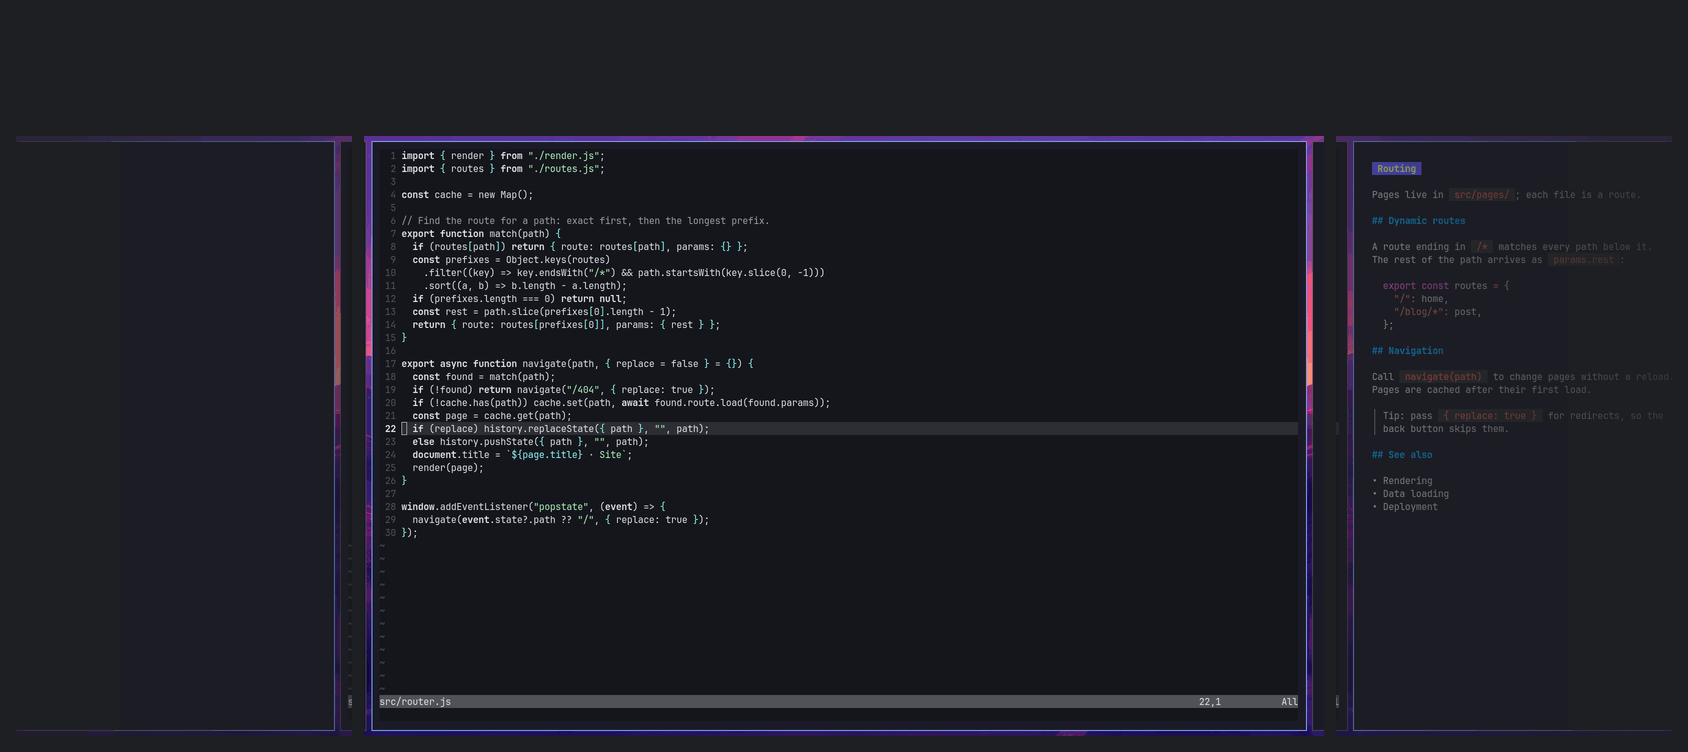 1 import { render } from "./render.js";
2 import { routes } from "./routes.js";
3
4 const cache = new Map();
5
6 // Find the route for a path: exact first, then the longest prefix.
7 export function match(path) {
8 if (routes[path]) return { route: routes[path], params: {} };
9 const prefixes = Object.keys(routes)
10 .filter((key) => key.endsWith("/*") && path.startsWith(key.slice(0, -1)))
11 .sort((a, b) => b.length - a.length);
12 if (prefixes.length === 0) return null;
13 const rest = path.slice(prefixes[0].length - 1);
14 return { route: routes[prefixes[0]], params: { rest } };
15 }
16
17 export async function navigate(path, { replace = false } = {}) {
18 const found = match(path);
19 if (!found) return navigate("/404", { replace: true });
20 if (!cache.has(path)) cache.set(path, await found.route.load(found.params));
21 const page = cache.get(path);
22 if (replace) history.replaceState({ path }, "", path);
23 else history.pushState({ path }, "", path);
24 document.title = `${page.title} · Site`;
25 render(page);
26 }
27
28 window.addEventListener("popstate", (event) => {
29 navigate(event.state?.path ?? "/", { replace: true });
30 });
~
~
~
~
~
~
~
~
~
~
~
~
src/router.js 22,1 All
Routing
Pages live in src/pages/ ; each file is a route.
## Dynamic routes
A route ending in /* matches every path below it.
The rest of the path arrives as params.rest :
export const routes = {
"/": home,
"/blog/*": post,
};
## Navigation
Call navigate(path) to change pages without a reload.
Pages are cached after their first load.
Tip: pass { replace: true } for redirects, so the
back button skips them.
## See also
• Rendering
• Data loading
• Deployment